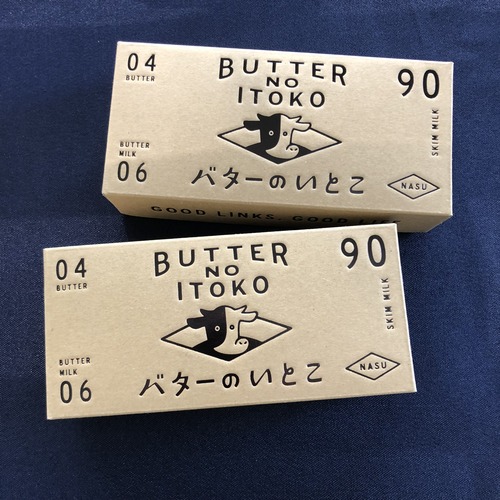 04
BUTTER
BUTTER
NO
ITOKO
90
SKIM MILK
BUTTER
MILK
06
バターのいとこ
NASU
GOOD LINKS, GOOD LIFE
04
BUTTER
BUTTER
NO
ITOKO
90
SKIM MILK
BUTTER
MILK
06
バターのいとこ
NASU